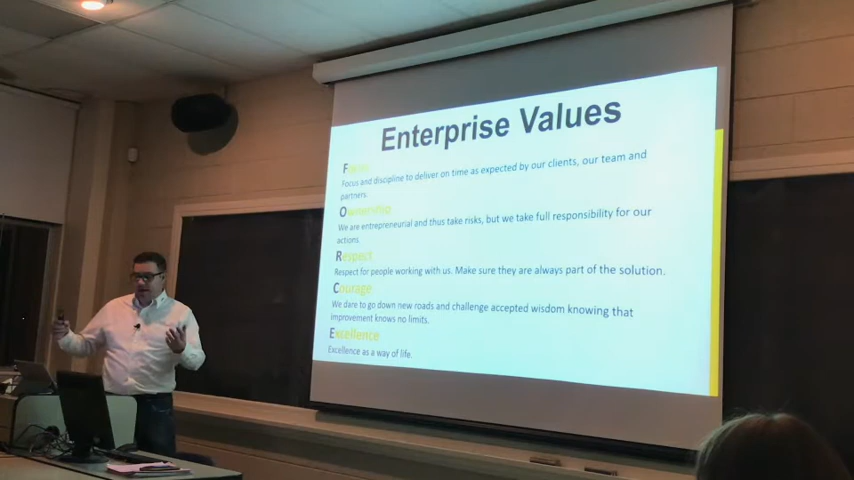 Enterprise Values
Focus
Focus and discipline to deliver on time as expected by our clients, our team and
partners.
Ownership
We are entrepreneurial and thus take risks, but we take full responsibility for our
actions.
Respect
Respect for people working with us. Make sure they are always part of the solution.
Courage
We dare to go down new roads and challenge accepted wisdom knowing that
improvement knows no limits.
Excellence
Excellence as a way of life.